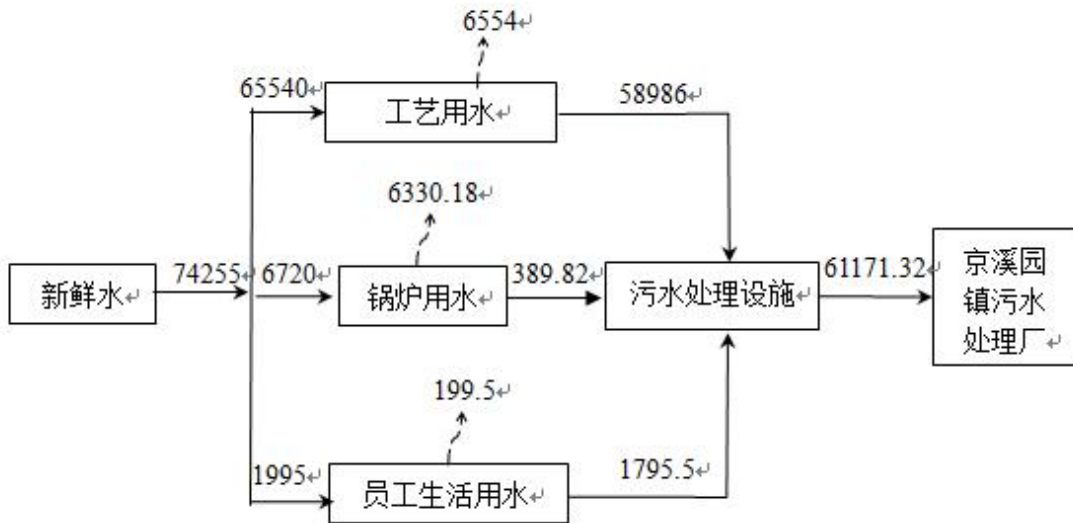 6554
65540
工艺用水
58986
6330.18
新鲜水
74255
6720
锅炉用水
389.82
污水处理设施
61171.32
京溪园
镇污水
处理厂
199.5
1995
员工生活用水
1795.5